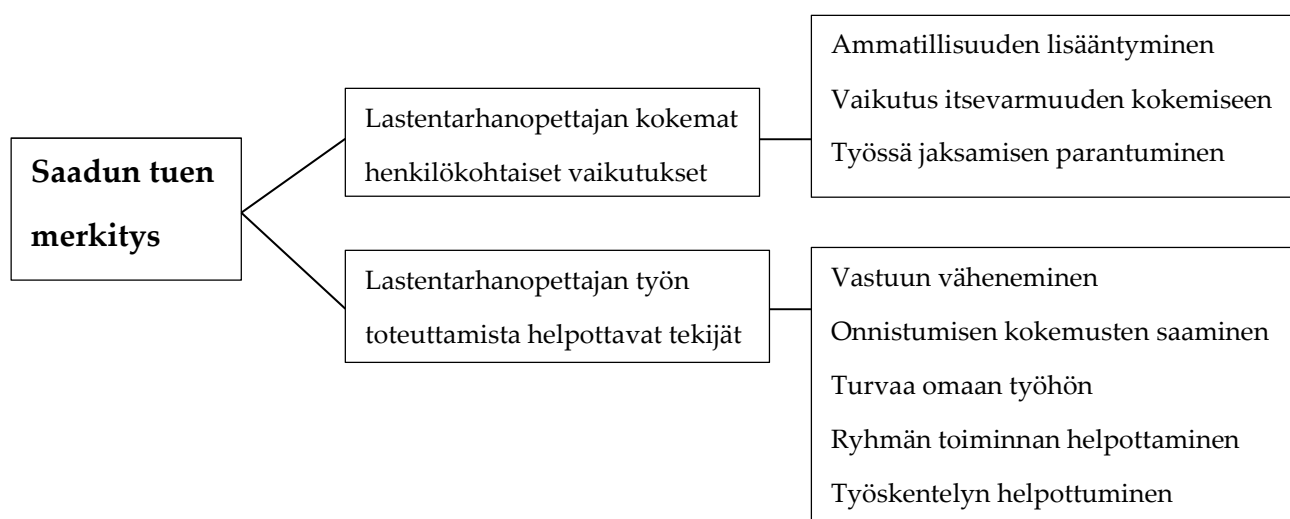 Saadun tuen
merkitys
Lastentarhanopettajan kokemat
henkilökohtaiset vaikutukset
Ammatillisuuden lisääntyminen
Vaikutus itsevarmuuden kokemiseen
Työssä jaksamisen parantuminen
Lastentarhanopettajan työn
toteuttamista helpottavat tekijät
Vastuun väheneminen
Onnistumisen kokemusten saaminen
Turvaa omaan työhön
Ryhmän toiminnan helpottaminen
Työskentelyn helpottuminen